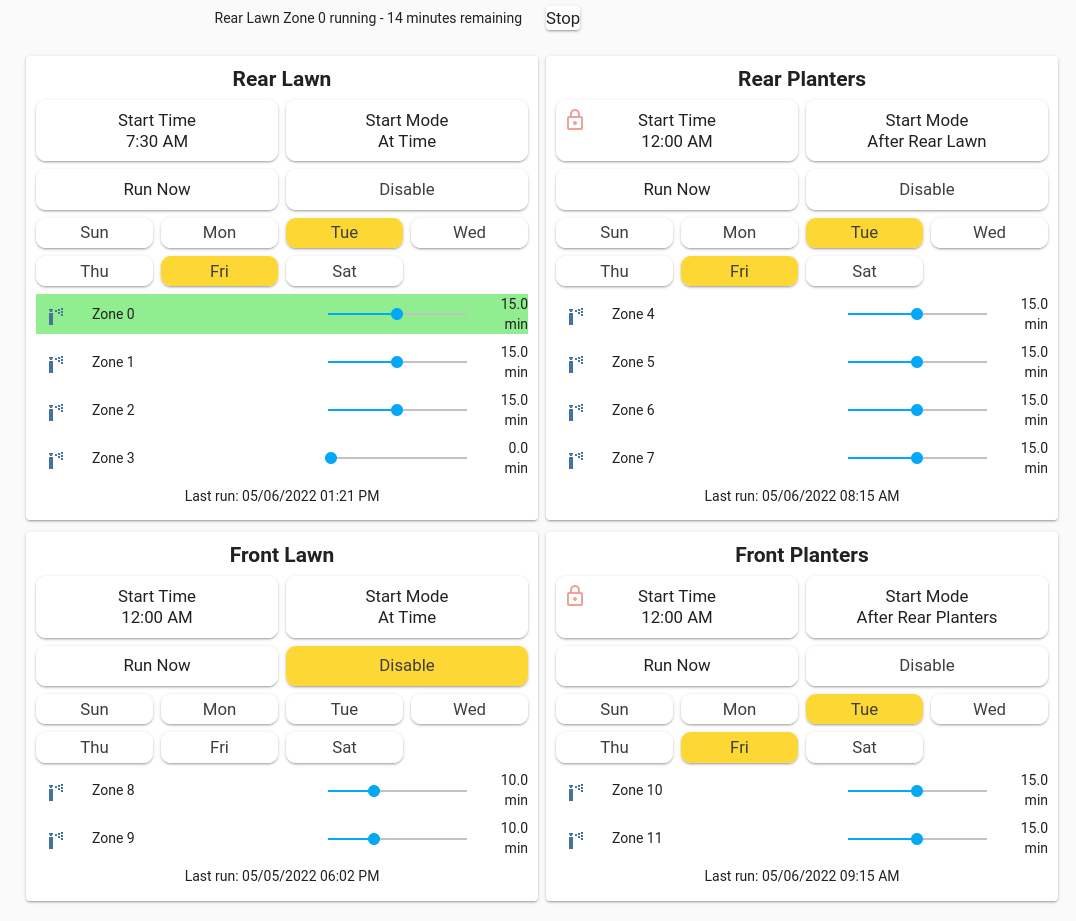 Rear Lawn Zone 0 running - 14 minutes remaining Stop
Rear Lawn
Start Time
7:30 AM
Start Mode
At Time
Run Now
Disable
Sun Mon Tue Wed
Thu Fri Sat
Zone 0 15.0
min
Zone 1 15.0
min
Zone 2 15.0
min
Zone 3 0.0
min
Last run: 05/06/2022 01:21 PM
Rear Planters
Start Time
12:00 AM
Start Mode
After Rear Lawn
Run Now
Disable
Sun Mon Tue Wed
Thu Fri Sat
Zone 4 15.0
min
Zone 5 15.0
min
Zone 6 15.0
min
Zone 7 15.0
min
Last run: 05/06/2022 08:15 AM
Front Lawn
Start Time
12:00 AM
Start Mode
At Time
Run Now
Disable
Sun Mon Tue Wed
Thu Fri Sat
Zone 8 10.0
min
Zone 9 10.0
min
Last run: 05/05/2022 06:02 PM
Front Planters
Start Time
12:00 AM
Start Mode
After Rear Planters
Run Now
Disable
Sun Mon Tue Wed
Thu Fri Sat
Zone 10 15.0
min
Zone 11 15.0
min
Last run: 05/06/2022 09:15 AM